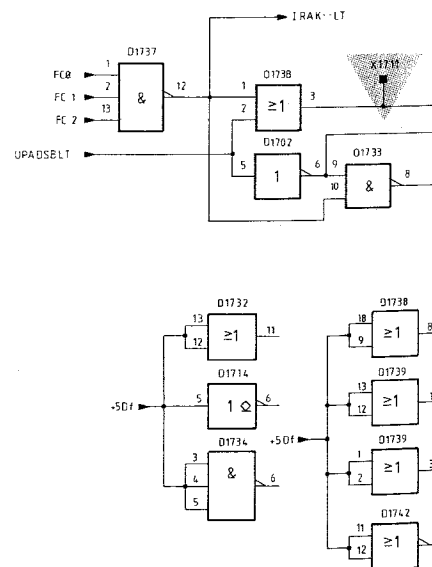 IRAK--LT
D1737
X1711
1
FC0
12
D1738
2
FC 1
&
1
≥1
3
13
FC 2
2
D1702
UPADSBLT
5
1
6
9
D1733
&
8
10
D1732
D1738
13
12
≥1
11
18
9
≥1
8
D1714
D1739
+5Df
5
1
6
13
12
≥1
D1734
+5Df
D1739
3
4
5
&
6
1
2
≥1
3
D1742
11
12
≥1